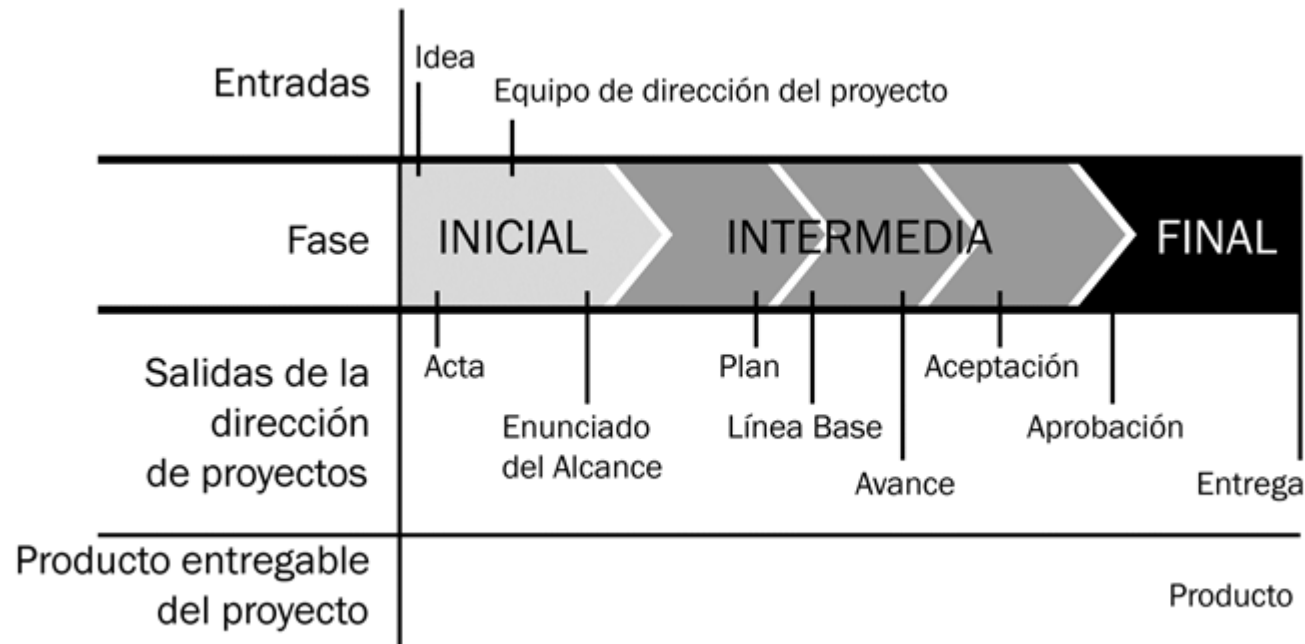 Idea
Entradas
Equipo de dirección del proyecto
Fase
INICIAL
INTERMEDIA
FINAL
Salidas de la
dirección
de proyectos
Acta
Plan
Aceptación
Enunciado
del Alcance
Línea Base
Aprobación
Avance
Entrega
Producto entregable
del proyecto
Producto